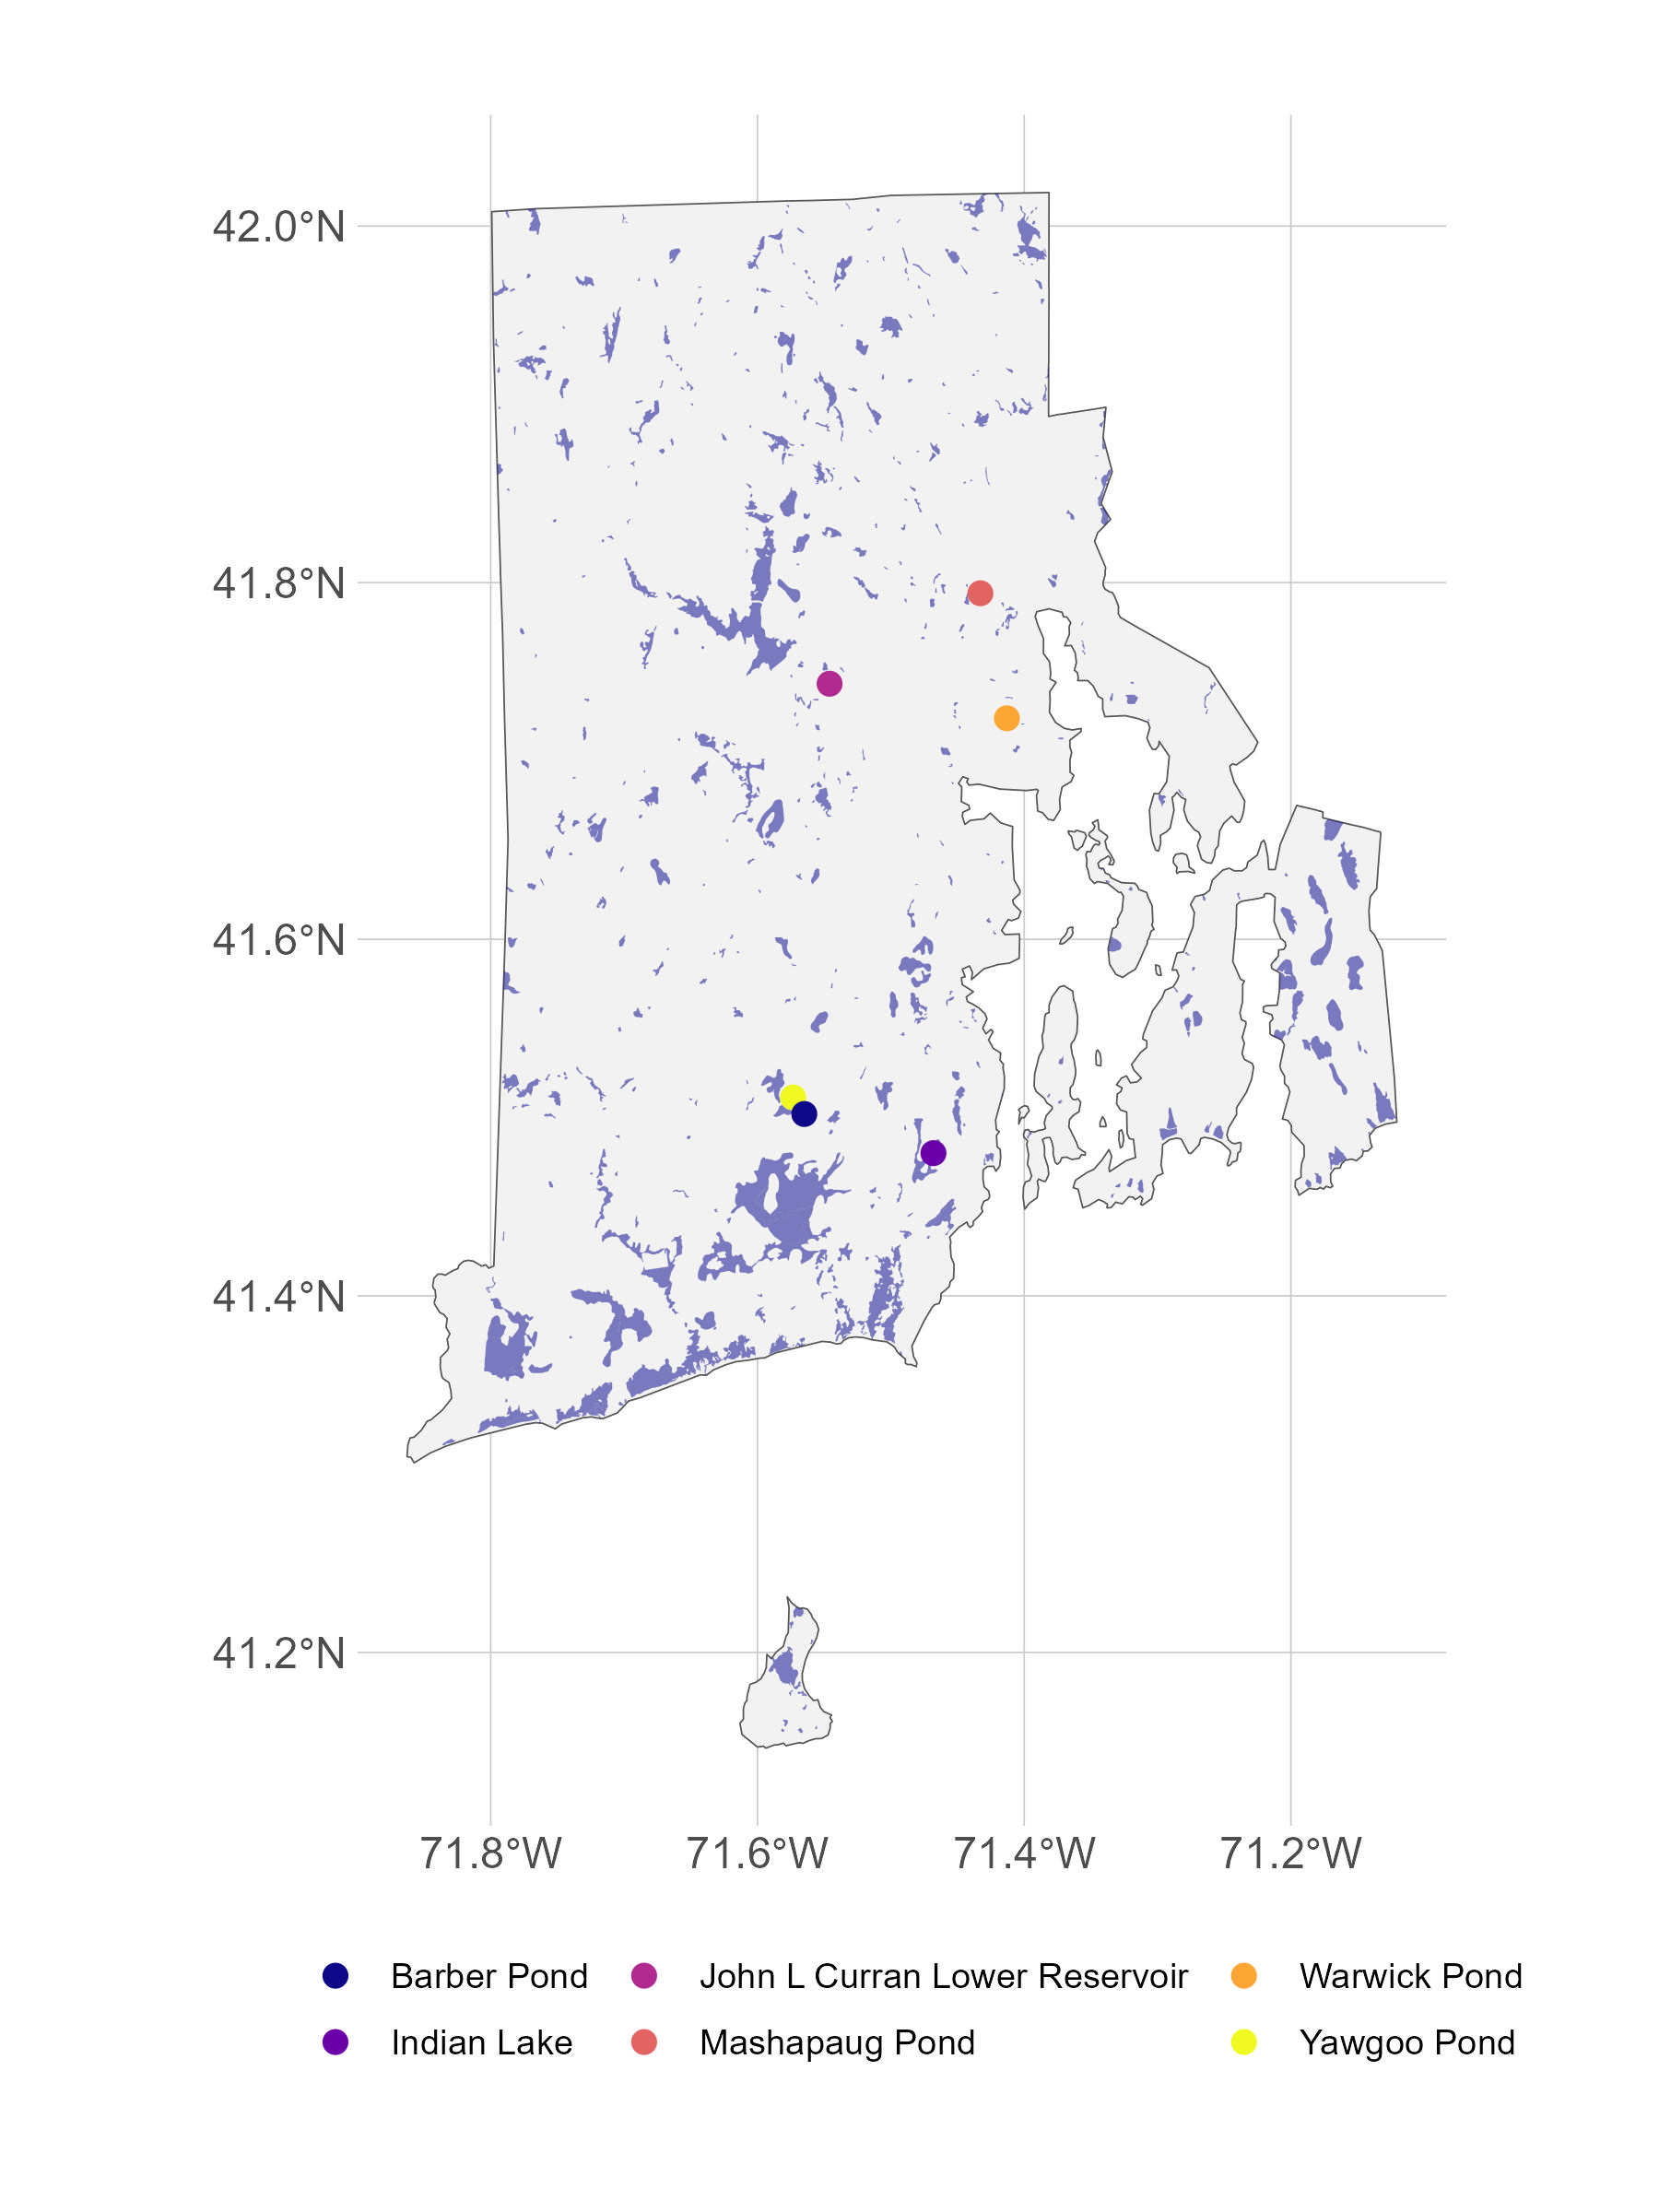 42.0°N
41.8°N
41.6°N
41.4°N
41.2°N
71.8°W 71.6°W 71.4°W 71.2°W
Barber Pond John L Curran Lower Reservoir Warwick Pond
Indian Lake Mashapaug Pond Yawgoo Pond